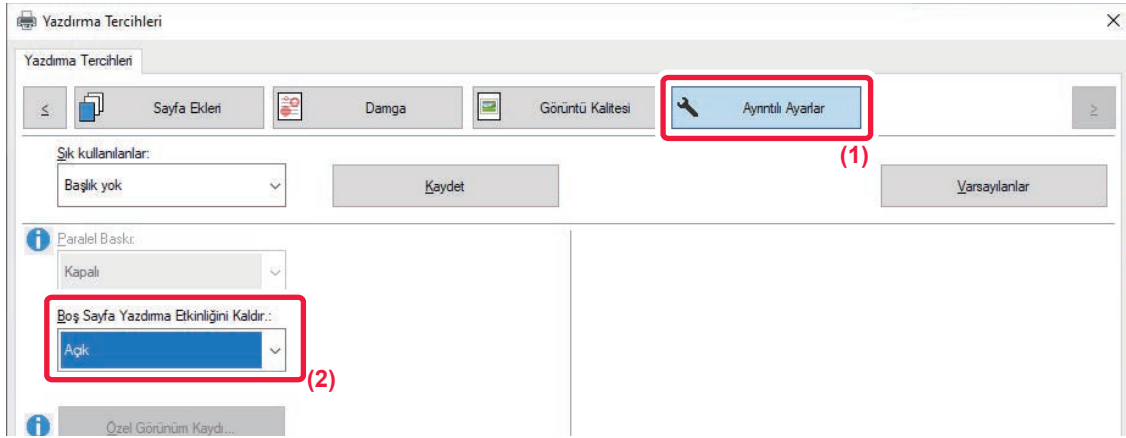 Yazdırma Tercihleri
Yazdırma Tercihleri
≤ Sayfa Ekleri Damga Görüntü Kalitesi Ayrıntılı Ayarlar ≥
(1)
Sık kullanılanlar:
Başlık yok Kaydet Varsayılanlar
Paralel Baskı:
Kapalı
Boş Sayfa Yazdırma Etkinliğini Kaldır.:
Açık
(2)
Özel Görünüm Kaydı...